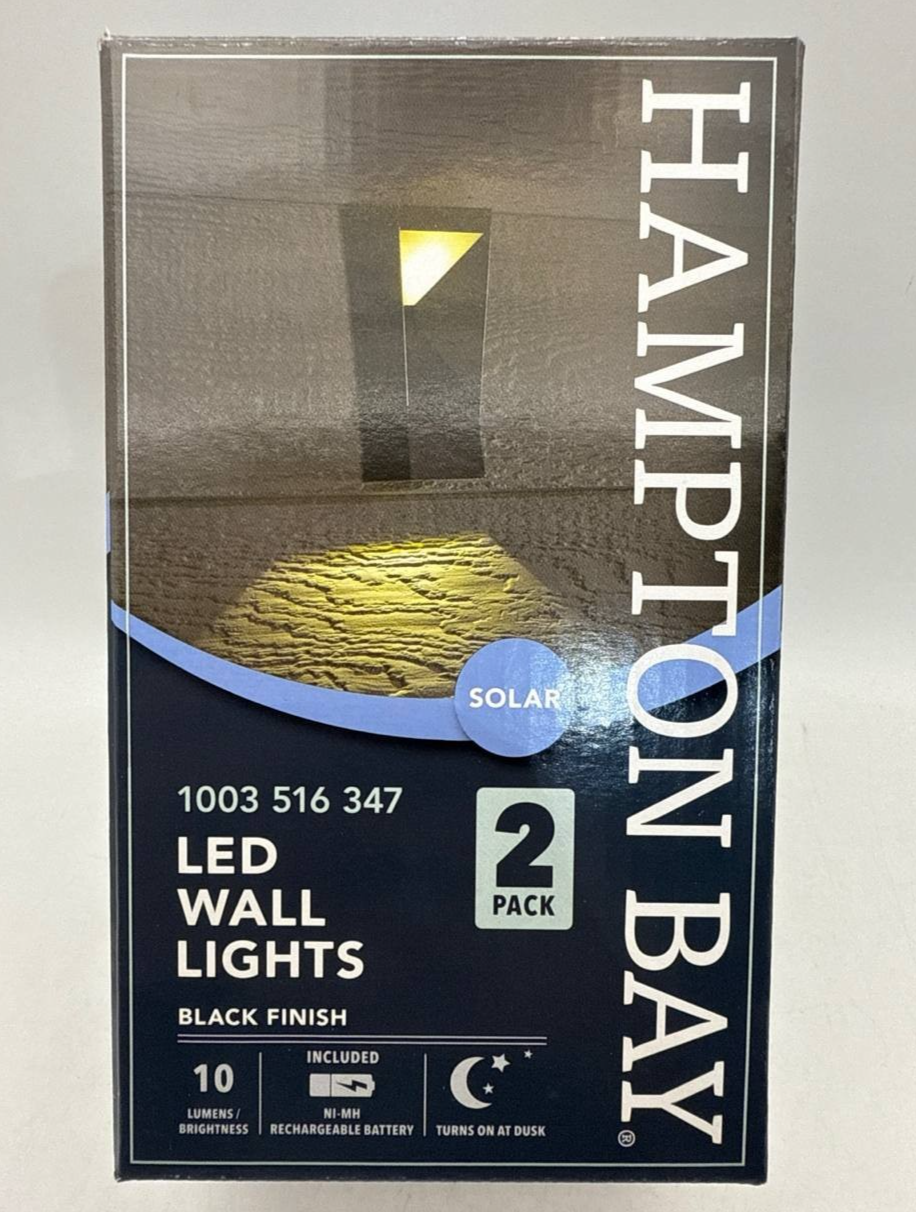 HAMPTON BAY®
SOLAR
1003 516 347
LED
WALL
LIGHTS
2
PACK
BLACK FINISH
10
LUMENS/
BRIGHTNESS
INCLUDED
NI-MH
RECHARGEABLE BATTERY
TURNS ON AT DUSK